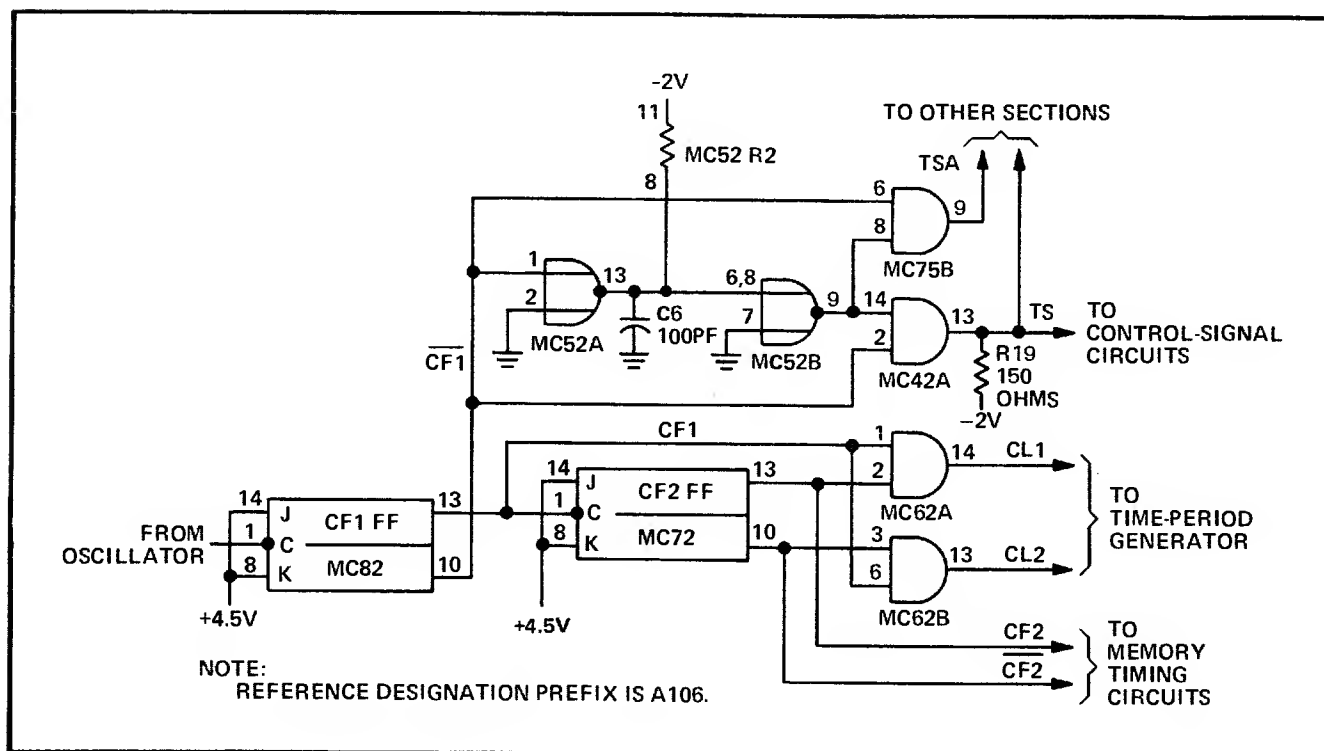 -2V
11
MC52 R2
8
TO OTHER SECTIONS
TSA
6
9
8
MC75B
1
13
2
MC52A
C6
100PF
6,8
9
7
MC52B
14
13
2
MC42A
TS
TO
CONTROL-SIGNAL
CIRCUITS
R19
150
OHMS
-2V
CF1
CF1
1
14
CL1
2
MC62A
TO
TIME-PERIOD
GENERATOR
3
13
CL2
6
MC62B
FROM
OSCILLATOR
14
J
CF1 FF
13
1
C
8
K
MC82
10
+4.5V
14
J
CF2 FF
13
1
C
8
K
MC72
10
+4.5V
CF2
CF2
TO
MEMORY
TIMING
CIRCUITS
NOTE:
REFERENCE DESIGNATION PREFIX IS A106.